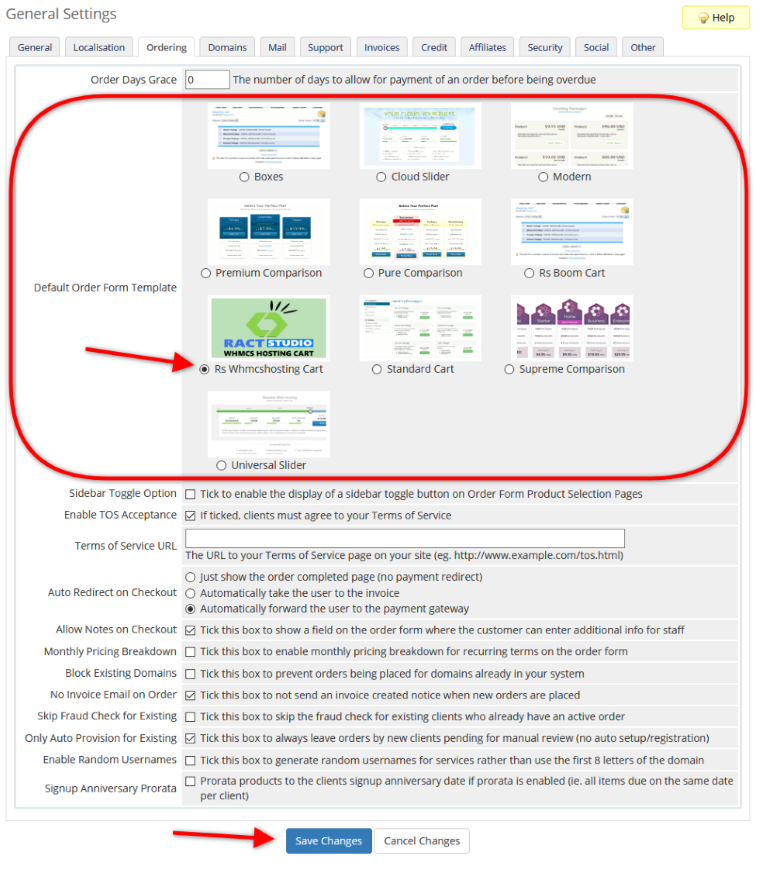 General Settings
Help
General Localisation Ordering Domains Mail Support Invoices Credit Affiliates Security Social Other
Order Days Grace 0 The number of days to allow for payment of an order before being overdue
Default Order Form Template
Boxes Cloud Slider Modern
Select Your Perfect Plan Select Your Perfect Plan
Premium Comparison Pure Comparison Rs Boom Cart
RACTSTUDIO
WHMCS HOSTING CART
Rs Whmcshosting Cart Standard Cart Supreme Comparison
Universal Slider
Sidebar Toggle Option Tick to enable the display of a sidebar toggle button on Order Form Product Selection Pages
Enable TOS Acceptance If ticked, clients must agree to your Terms of Service
Terms of Service URL
The URL to your Terms of Service page on your site (eg. http://www.example.com/tos.html)
Auto Redirect on Checkout
Just show the order completed page (no payment redirect)
Automatically take the user to the invoice
Automatically forward the user to the payment gateway
Allow Notes on Checkout Tick this box to show a field on the order form where the customer can enter additional info for staff
Monthly Pricing Breakdown Tick this box to enable monthly pricing breakdown for recurring terms on the order form
Block Existing Domains Tick this box to prevent orders being placed for domains already in your system
No Invoice Email on Order Tick this box to not send an invoice created notice when new orders are placed
Skip Fraud Check for Existing Tick this box to skip the fraud check for existing clients who already have an active order
Only Auto Provision for Existing Tick this box to always leave orders by new clients pending for manual review (no auto setup/registration)
Enable Random Usernames Tick this box to generate random usernames for services rather than use the first 8 letters of the domain
Signup Anniversary Prorata Prorata products to the clients signup anniversary date if prorata is enabled (ie. all items due on the same date
per client)
Save Changes Cancel Changes